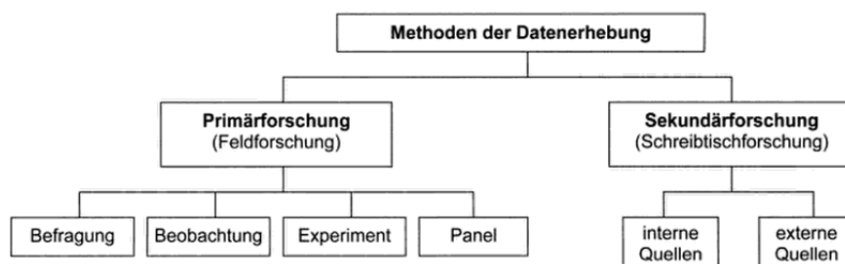 Methoden der Datenerhebung
Primärforschung
(Feldforschung)
Sekundärforschung
(Schreibtischforschung)
Befragung
Beobachtung
Experiment
Panel
interne
Quellen
externe
Quellen